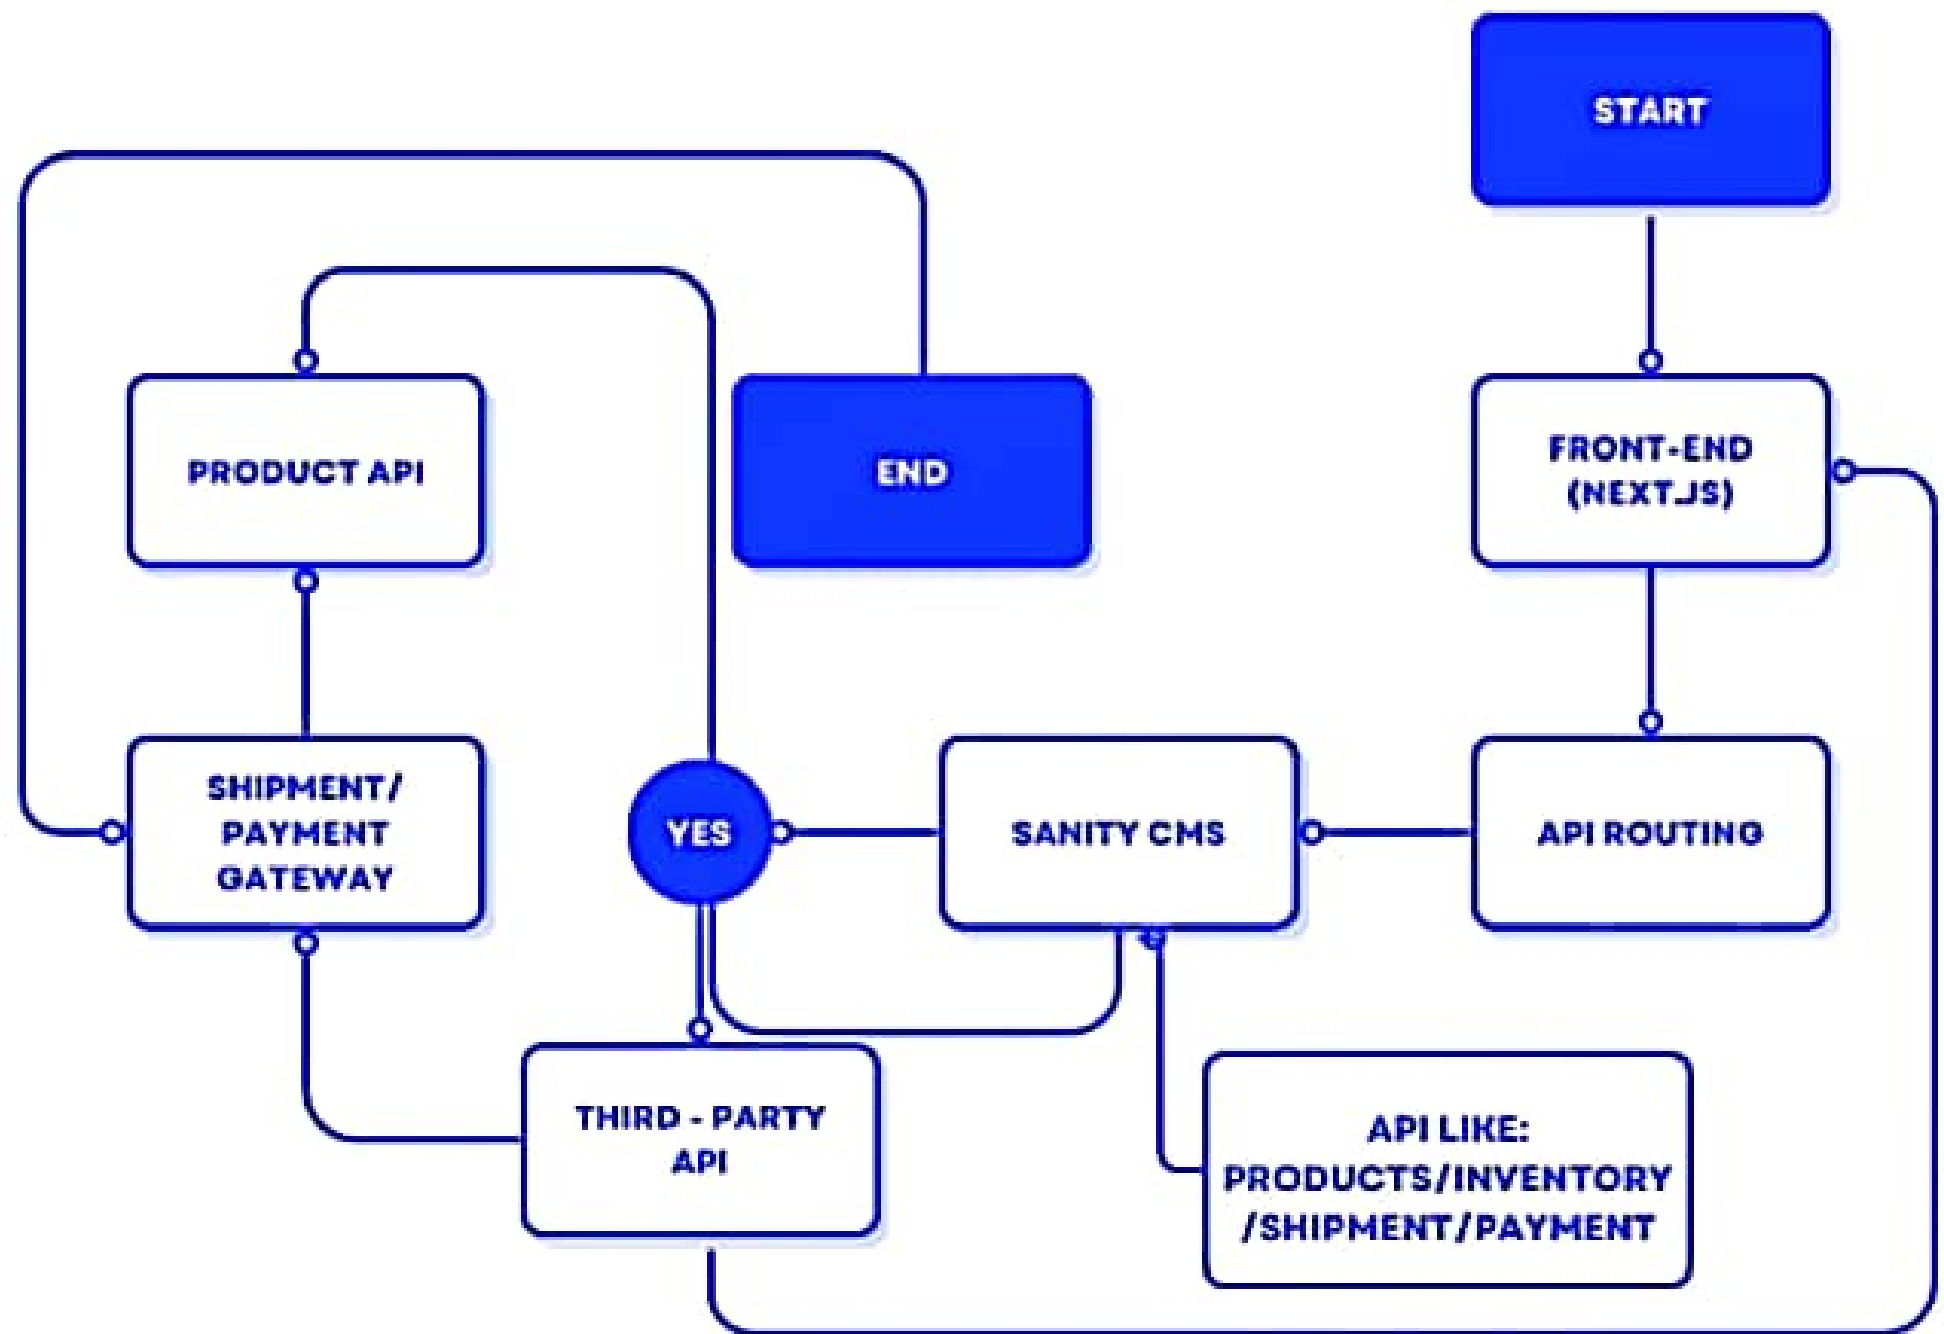 START
FRONT-END
(NEXT.JS)
PRODUCT API
END
SHIPMENT/
PAYMENT
GATEWAY
YES
SANITY CMS
API ROUTING
THIRD - PARTY
API
API LIKE:
PRODUCTS/INVENTORY
/SHIPMENT/PAYMENT